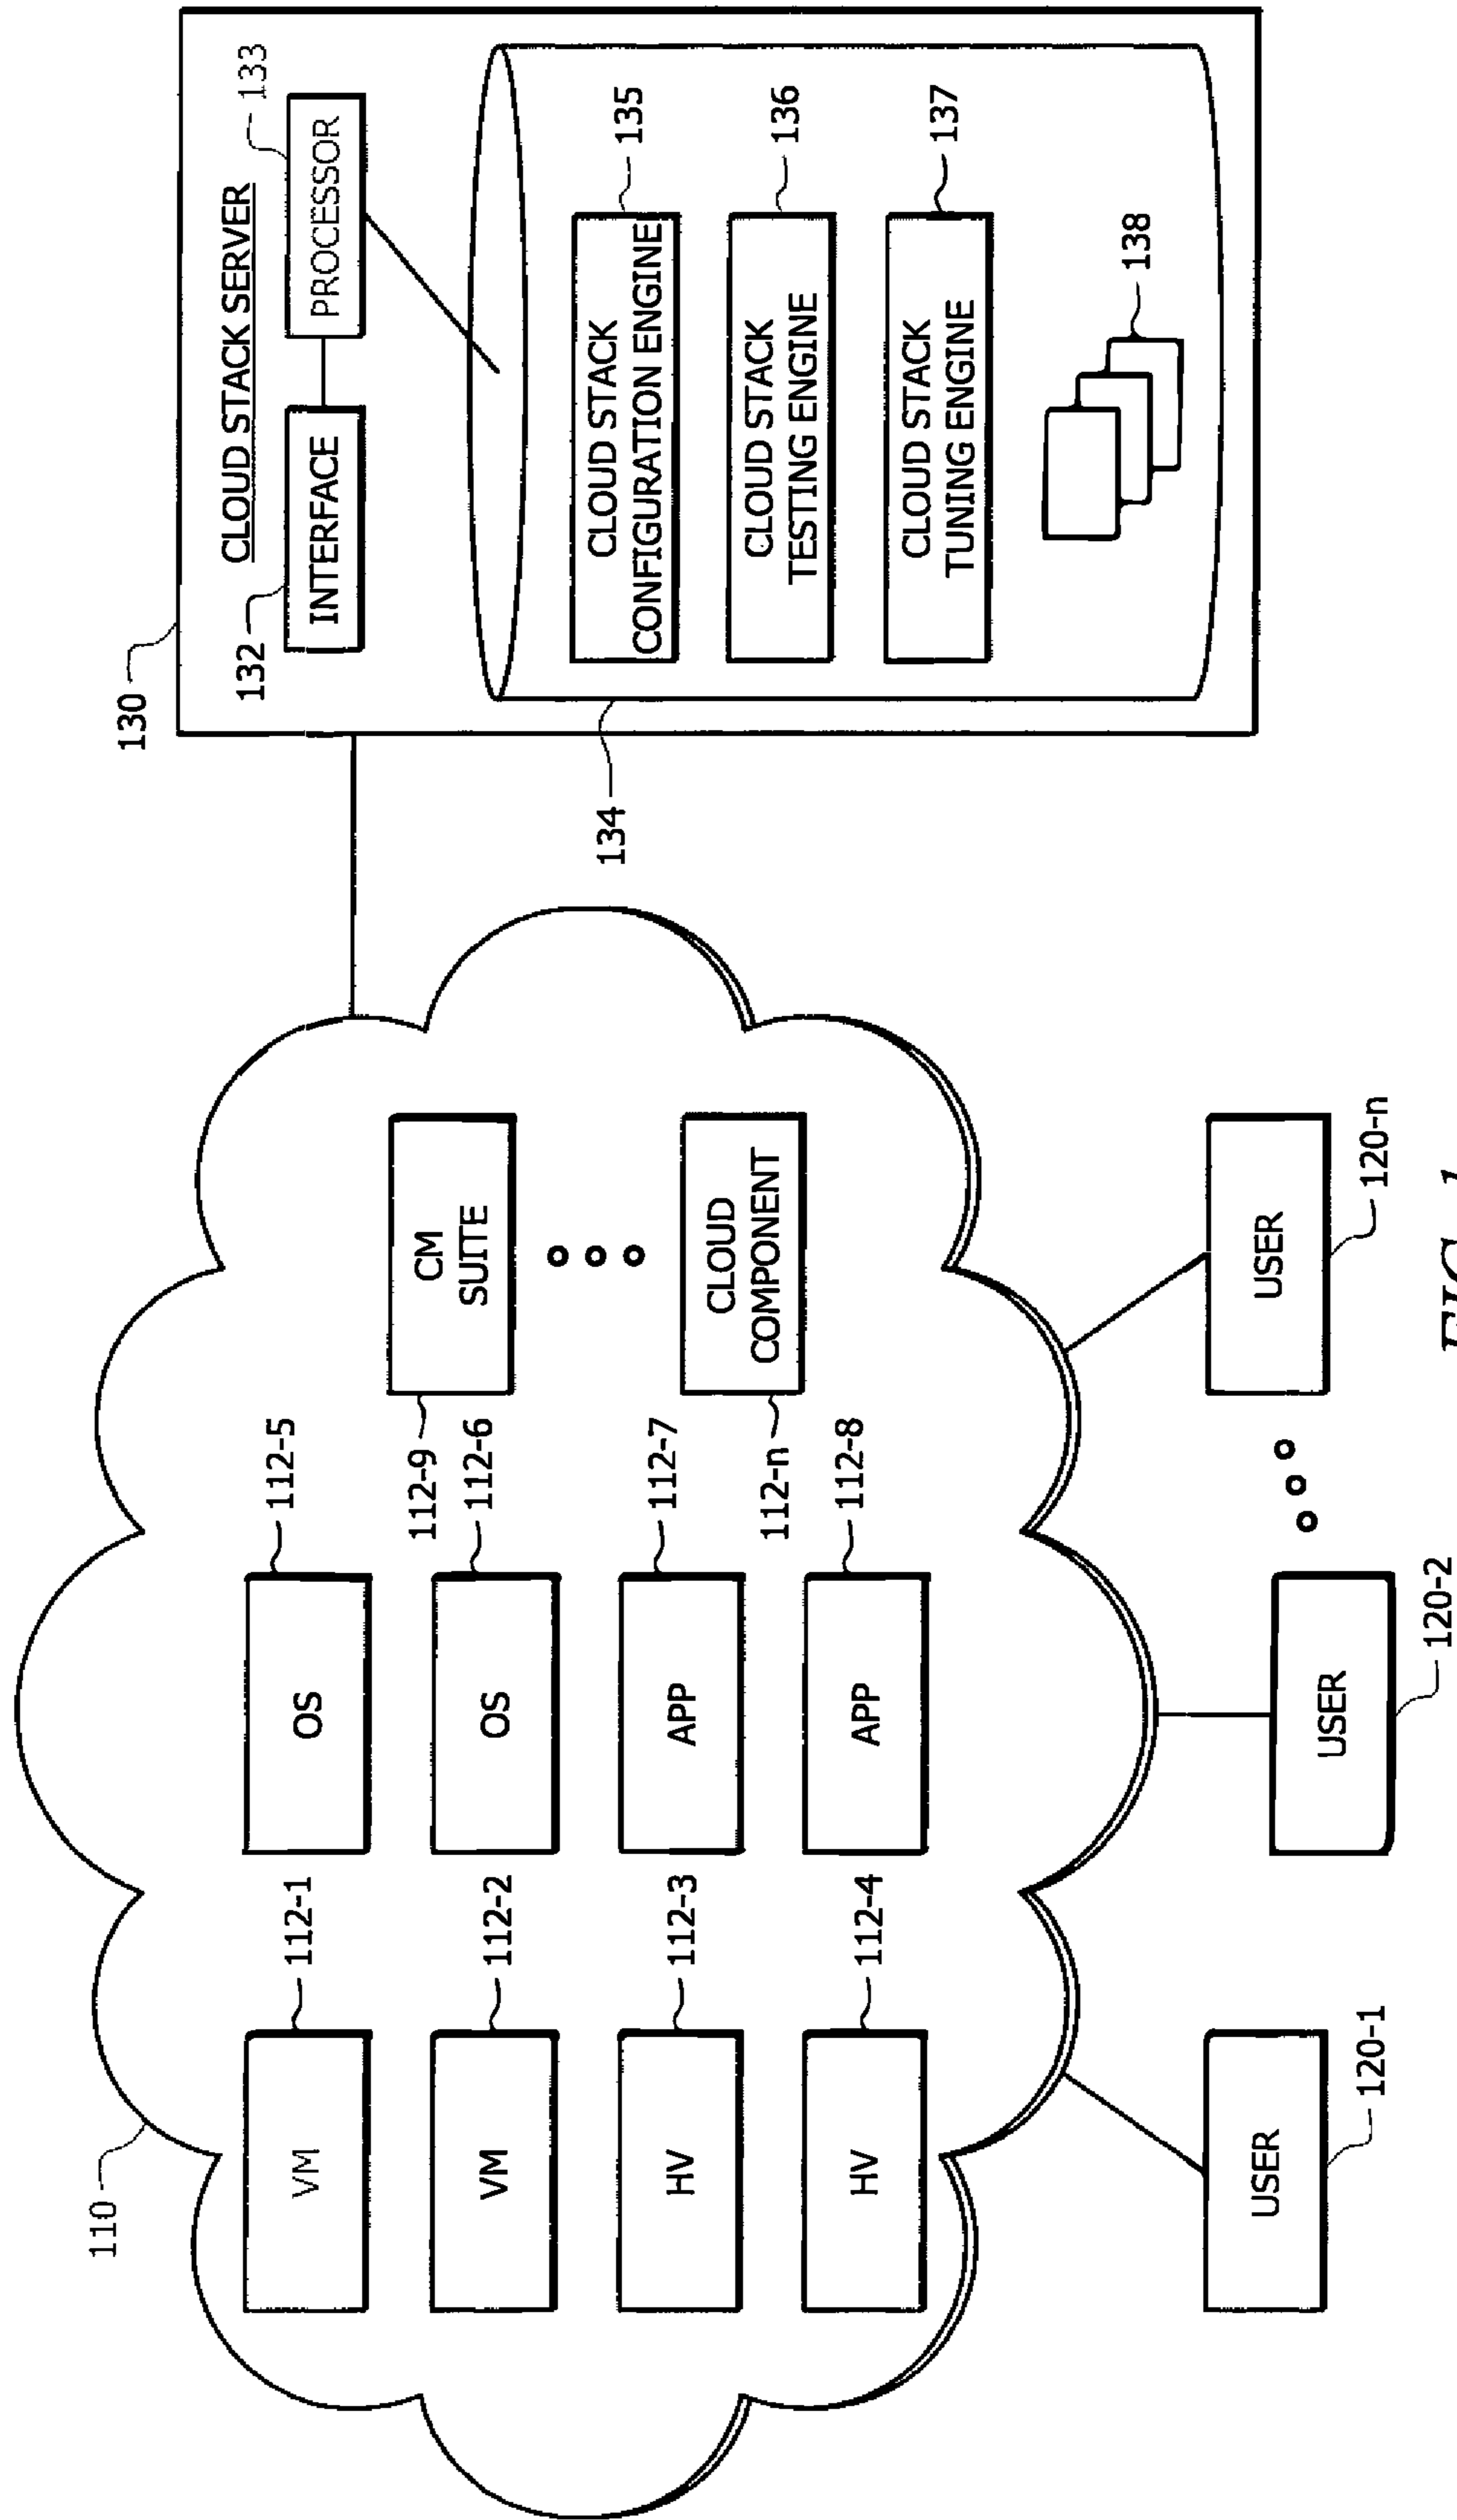 110
VM
112-1
VM
112-2
HV
112-3
HV
112-4
OS
112-5
OS
112-6
APP
112-7
APP
112-8
112-9
CM
SUITE
112-n
CLOUD
COMPONENT
USER
120-1
USER
120-2
USER
120-n
130
CLOUD STACK SERVER
132
INTERFACE
133
PROCESSOR
134
CLOUD STACK
CONFIGURATION ENGINE
135
CLOUD STACK
TESTING ENGINE
136
CLOUD STACK
TUNING ENGINE
137
138